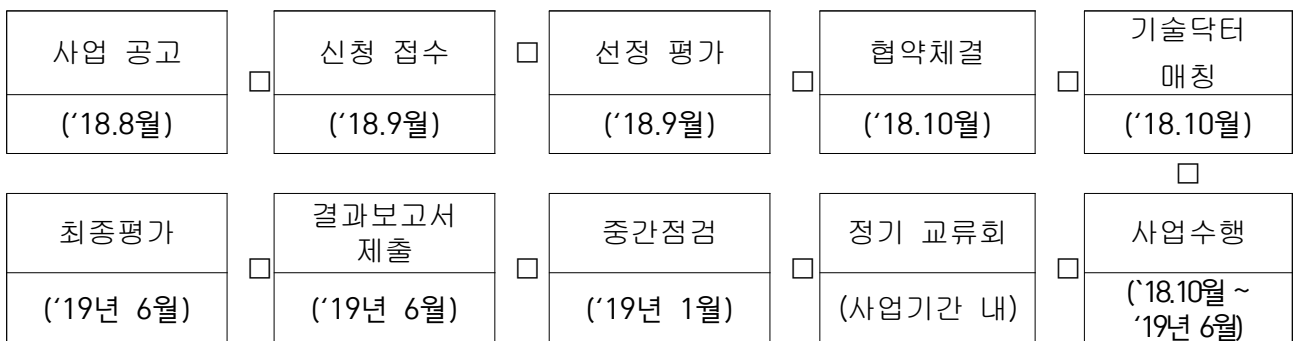 사업 공고
('18.8월)
□
신청 접수
('18.9월)
□
선정 평가
('18.9월)
□
협약체결
('18.10월)
□
기술닥터
매칭
('18.10월)
□
사업수행
(`18.10월 ~
'19년 6월)
□
정기 교류회
(사업기간 내)
□
중간점검
('19년 1월)
□
결과보고서
제출
('19년 6월)
□
최종평가
('19년 6월)